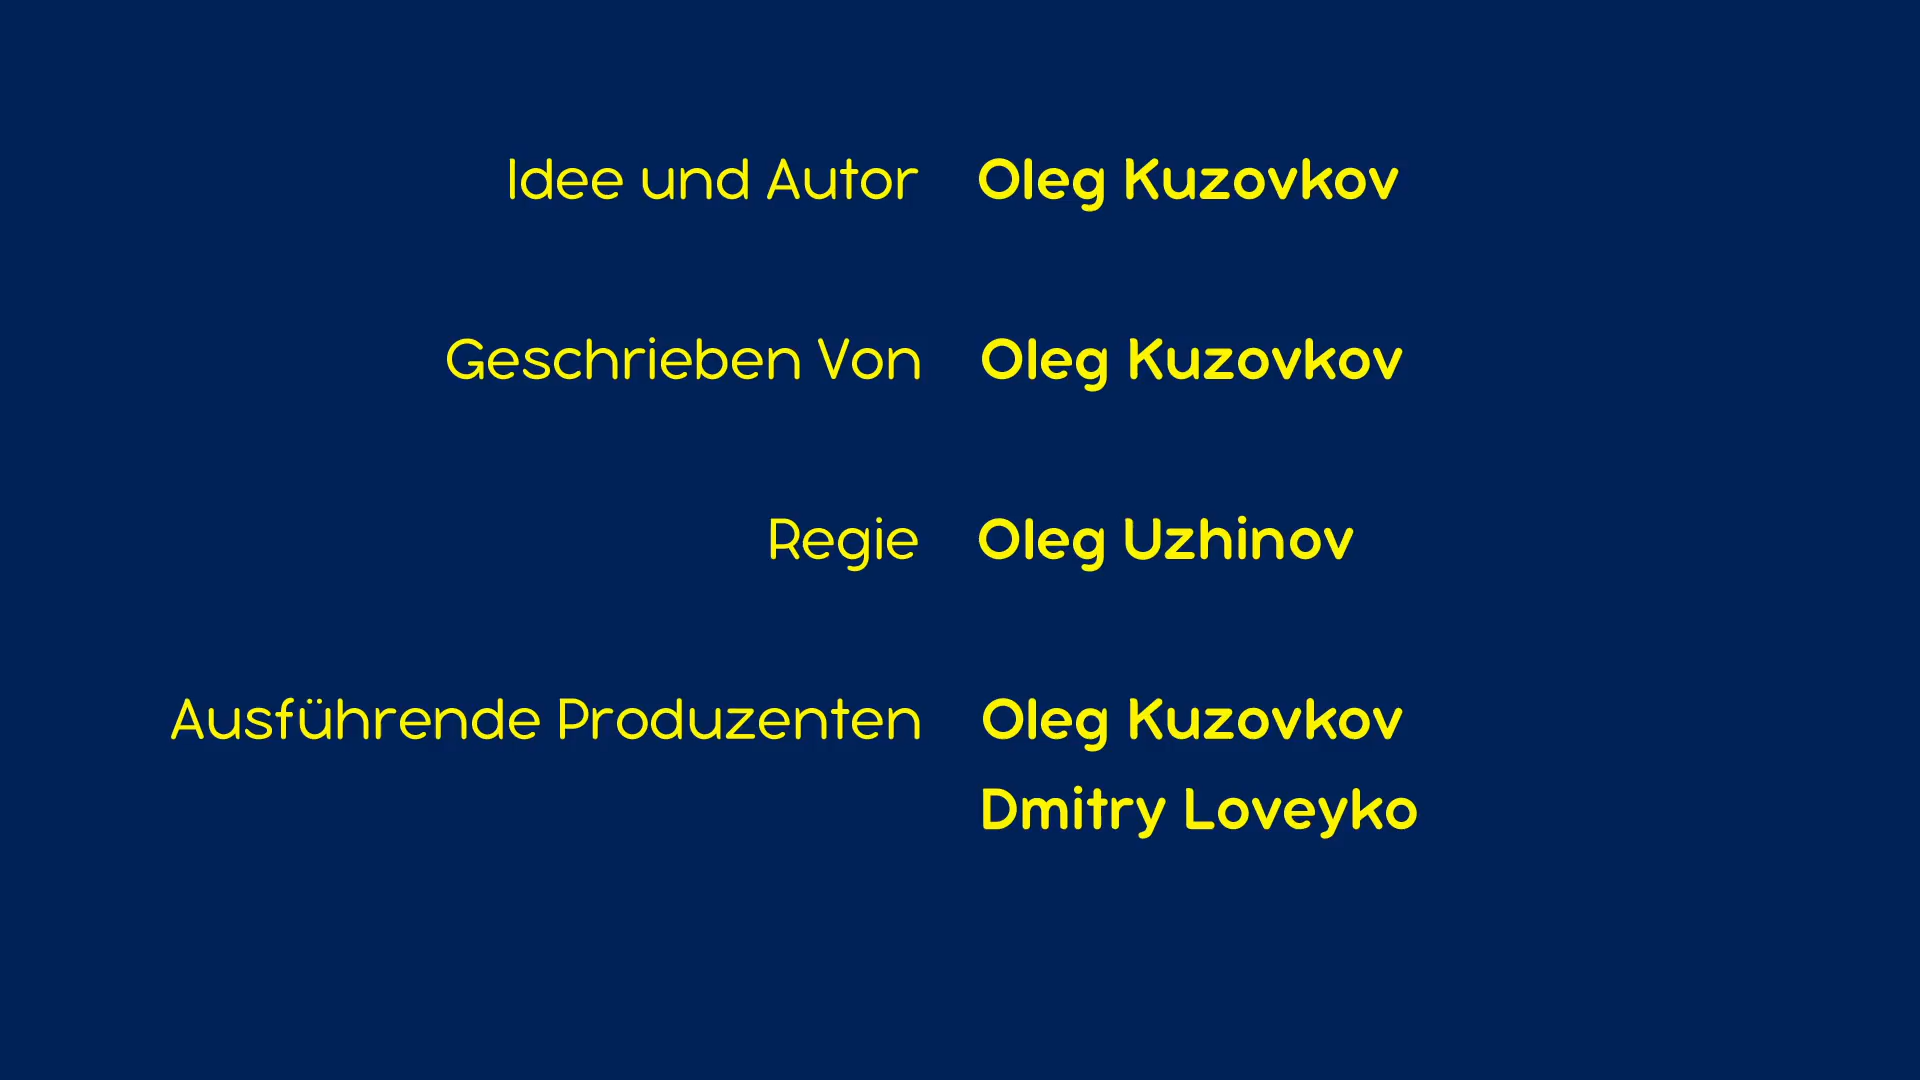 Idee und Autor Oleg Kuzovkov
Geschrieben Von Oleg Kuzovkov
Regie Oleg Uzhinov
Ausführende Produzenten Oleg Kuzovkov
Dmitry Loveyko